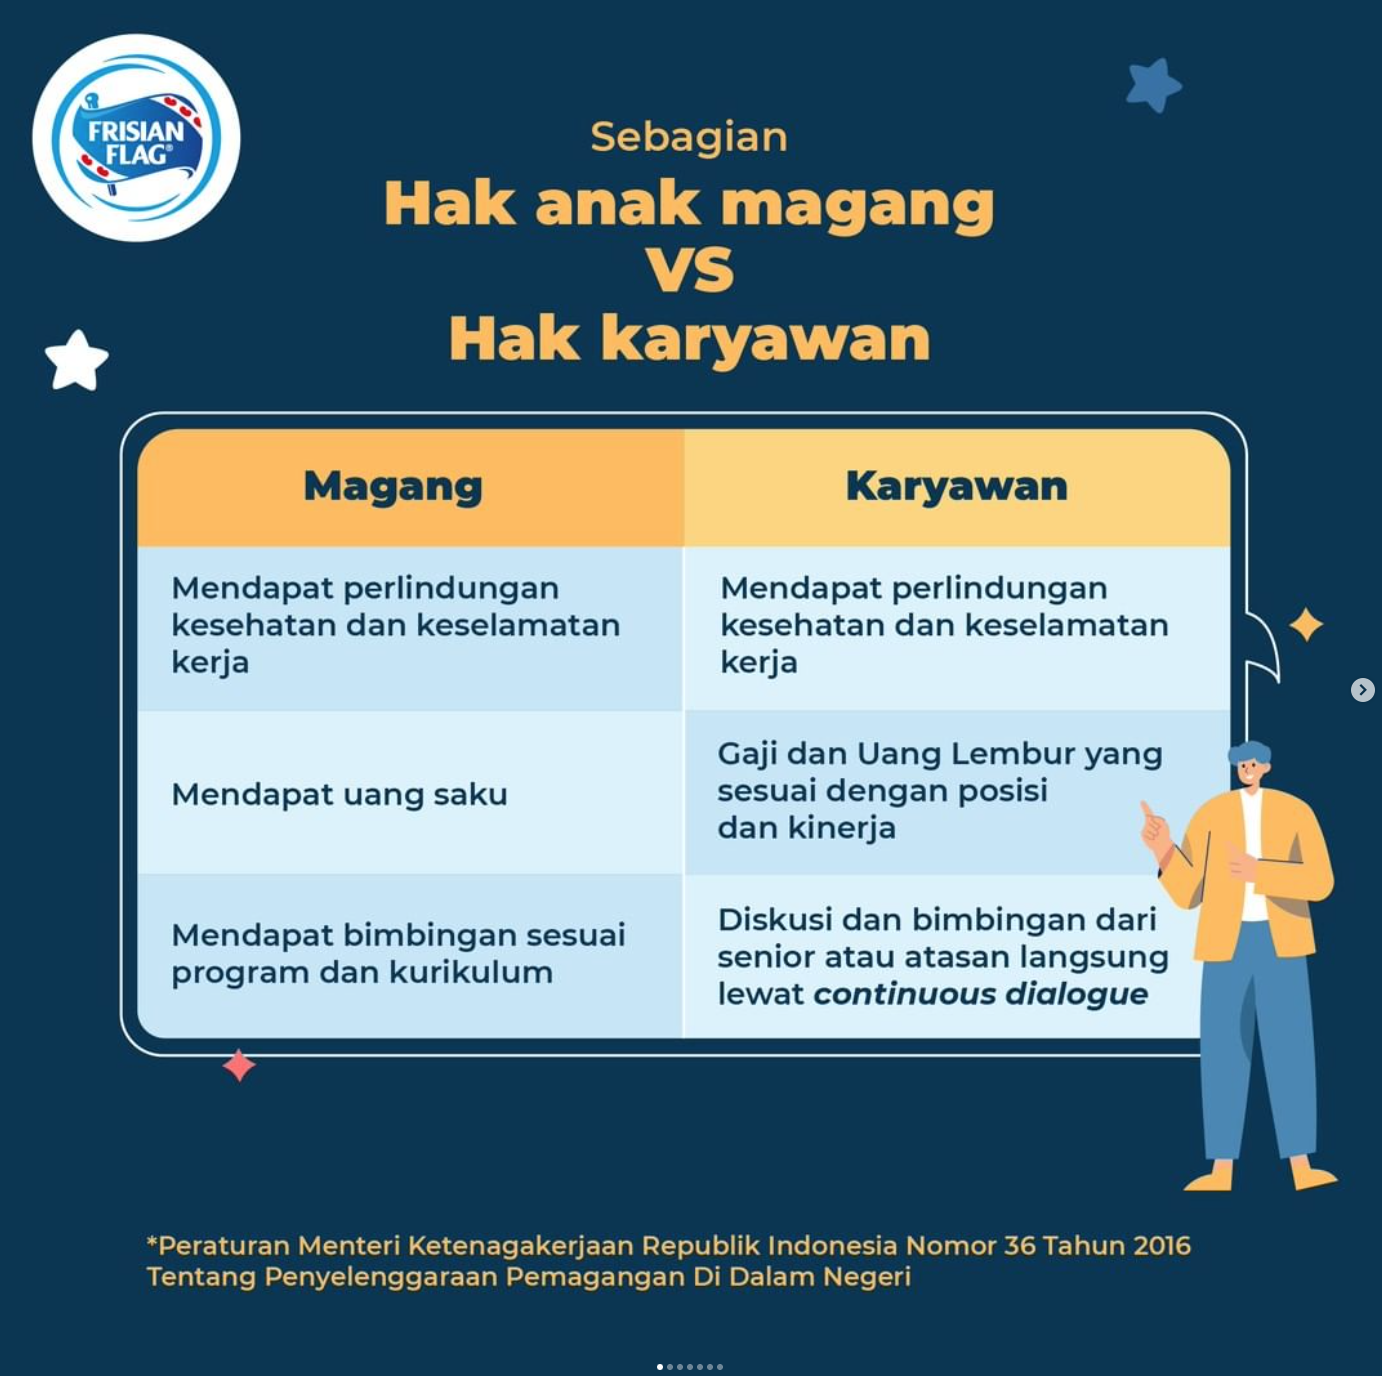 FRISIAN
FLAG®
Sebagian
Hak anak magang
VS
Hak karyawan
Magang
Karyawan
Mendapat perlindungan
kesehatan dan keselamatan
kerja
Mendapat perlindungan
kesehatan dan keselamatan
kerja
Mendapat uang saku
Gaji dan Uang Lembur yang
sesuai dengan posisi
dan kinerja
Mendapat bimbingan sesuai
program dan kurikulum
Diskusi dan bimbingan dari
senior atau atasan langsung
lewat continuous dialogue
*Peraturan Menteri Ketenagakerjaan Republik Indonesia Nomor 36 Tahun 2016
Tentang Penyelenggaraan Pemagangan Di Dalam Negeri